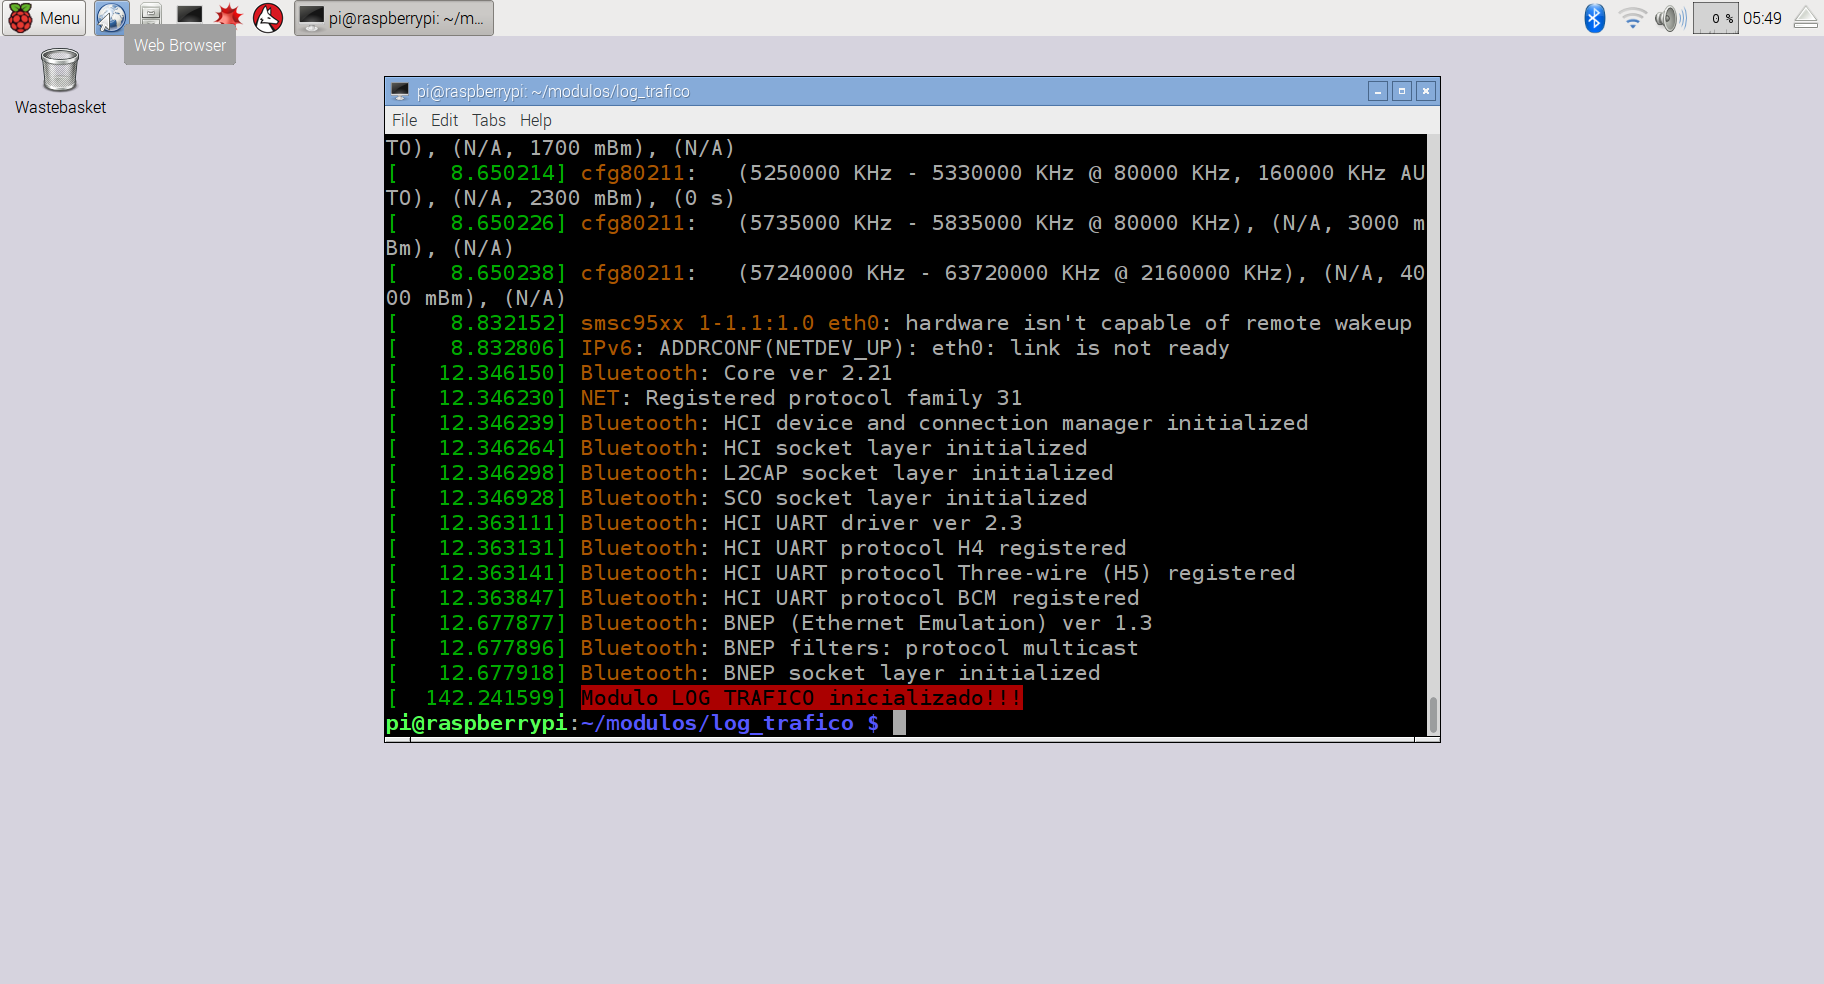 Menu
pi@raspberrypi: ~/m...
0 %
05:49
Web Browser
Wastebasket
pi@raspberrypi: ~/modulos/log_trafico
File Edit Tabs Help
TO), (N/A, 1700 mBm), (N/A)
[    8.650214] cfg80211:   (5250000 KHz - 5330000 KHz @ 80000 KHz, 160000 KHz AU
TO), (N/A, 2300 mBm), (0 s)
[    8.650226] cfg80211:   (5735000 KHz - 5835000 KHz @ 80000 KHz), (N/A, 3000 m
Bm), (N/A)
[    8.650238] cfg80211:   (57240000 KHz - 63720000 KHz @ 2160000 KHz), (N/A, 40
00 mBm), (N/A)
[    8.832152] smsc95xx 1-1.1:1.0 eth0: hardware isn't capable of remote wakeup
[    8.832806] IPv6: ADDRCONF(NETDEV_UP): eth0: link is not ready
[   12.346150] Bluetooth: Core ver 2.21
[   12.346230] NET: Registered protocol family 31
[   12.346239] Bluetooth: HCI device and connection manager initialized
[   12.346264] Bluetooth: HCI socket layer initialized
[   12.346298] Bluetooth: L2CAP socket layer initialized
[   12.346928] Bluetooth: SCO socket layer initialized
[   12.363111] Bluetooth: HCI UART driver ver 2.3
[   12.363131] Bluetooth: HCI UART protocol H4 registered
[   12.363141] Bluetooth: HCI UART protocol Three-wire (H5) registered
[   12.363847] Bluetooth: HCI UART protocol BCM registered
[   12.677877] Bluetooth: BNEP (Ethernet Emulation) ver 1.3
[   12.677896] Bluetooth: BNEP filters: protocol multicast
[   12.677918] Bluetooth: BNEP socket layer initialized
[  142.241599] Modulo LOG TRAFICO inicializado!!!
pi@raspberrypi:~/modulos/log_trafico $